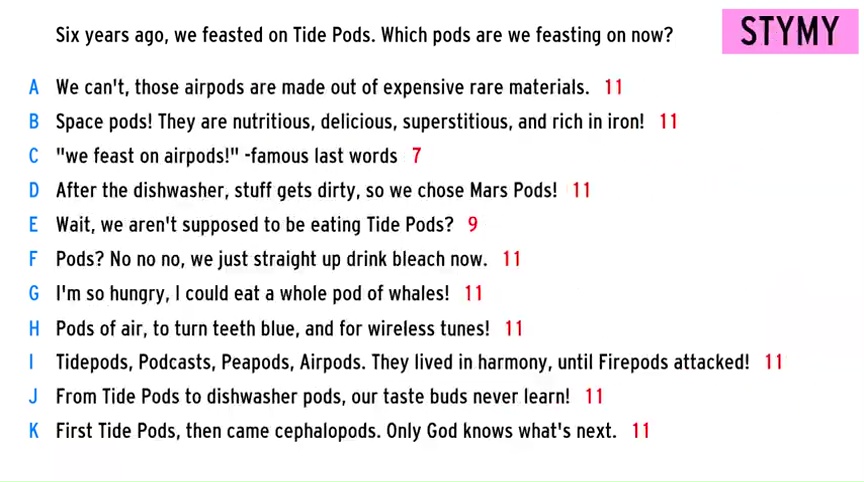 Six years ago, we feasted on Tide Pods. Which pods are we feasting on now?
STYMY
A We can't, those airpods are made out of expensive rare materials. 11
B Space pods! They are nutritious, delicious, superstitious, and rich in iron! 11
C "we feast on airpods!" -famous last words 7
D After the dishwasher, stuff gets dirty, so we chose Mars Pods! 11
E Wait, we aren't supposed to be eating Tide Pods? 9
F Pods? No no no, we just straight up drink bleach now. 11
G I'm so hungry, I could eat a whole pod of whales! 11
H Pods of air, to turn teeth blue, and for wireless tunes! 11
I Tidepods, Podcasts, Peapods, Airpods. They lived in harmony, until Firepods attacked! 11
J From Tide Pods to dishwasher pods, our taste buds never learn! 11
K First Tide Pods, then came cephalopods. Only God knows what's next. 11